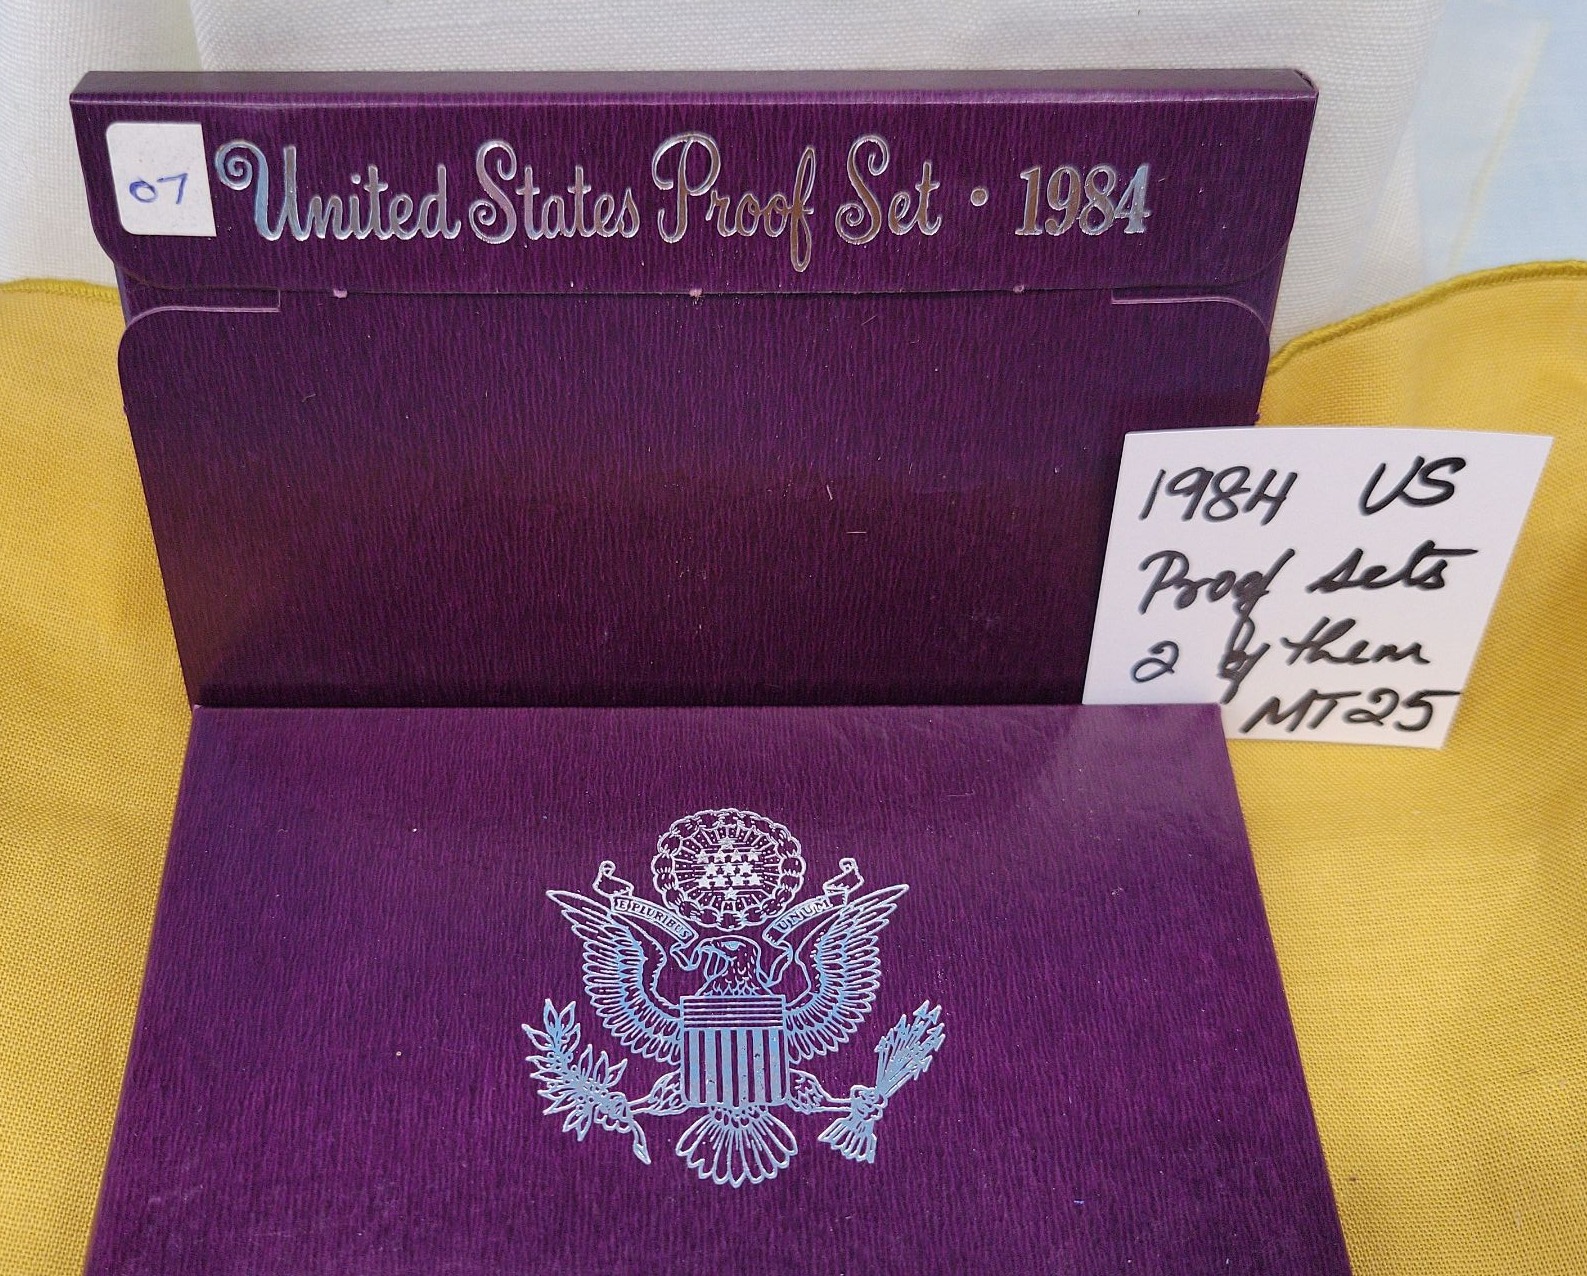 07
United States Proof Set • 1984
1984 US
Proof sets
2 of them
MT25
E PLURIBUS UNUM